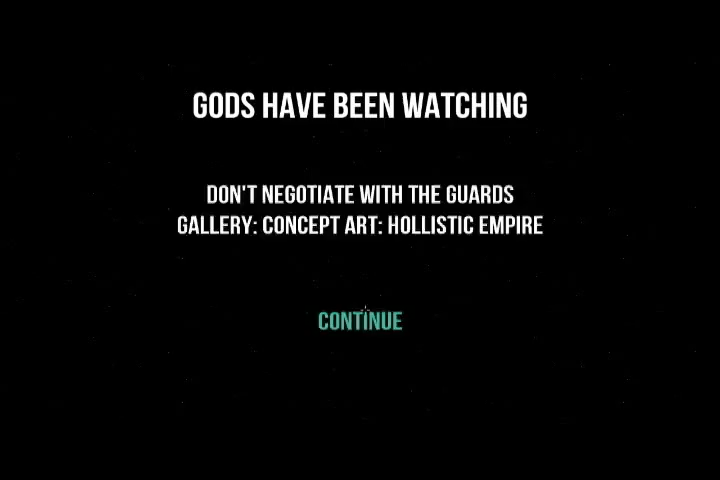 GODS HAVE BEEN WATCHING
DON'T NEGOTIATE WITH THE GUARDS
GALLERY: CONCEPT ART: HOLLISTIC EMPIRE
CONTINUE